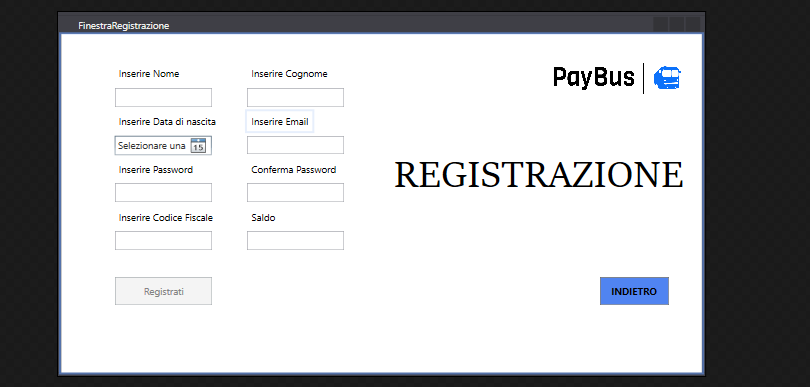 FinestraRegistrazione
Inserire Nome
Inserire Cognome
PayBus
Inserire Data di nascita
Inserire Email
Selezionare una
15
Inserire Password
Conferma Password
REGISTRAZIONE
Inserire Codice Fiscale
Saldo
Registrati
INDIETRO